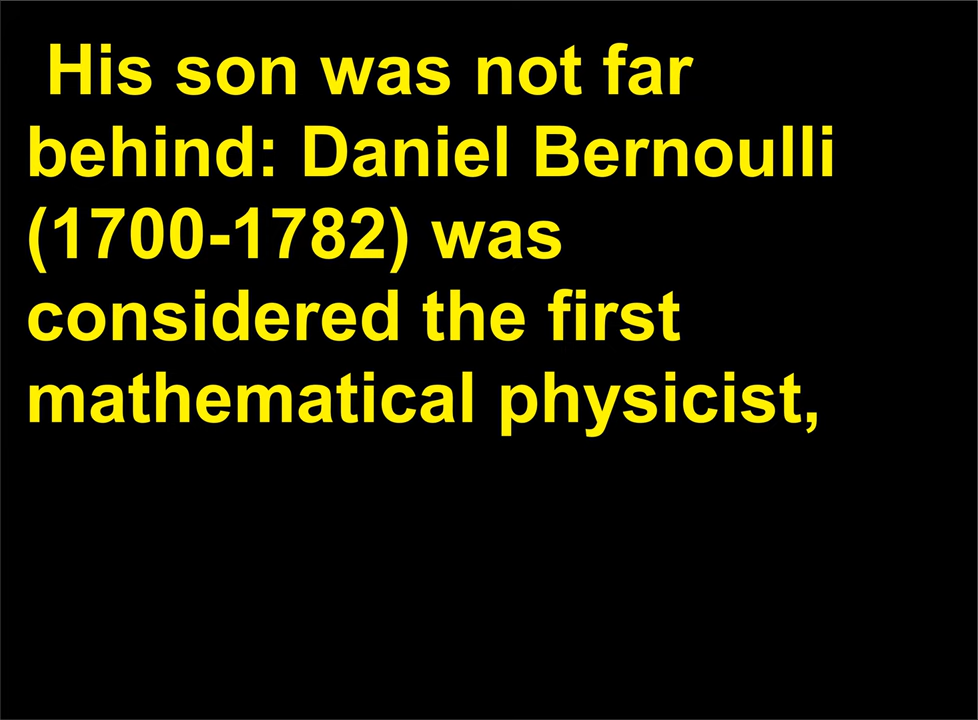 His son was not far
behind: Daniel Bernoulli
(1700-1782) was
considered the first
mathematical physicist,